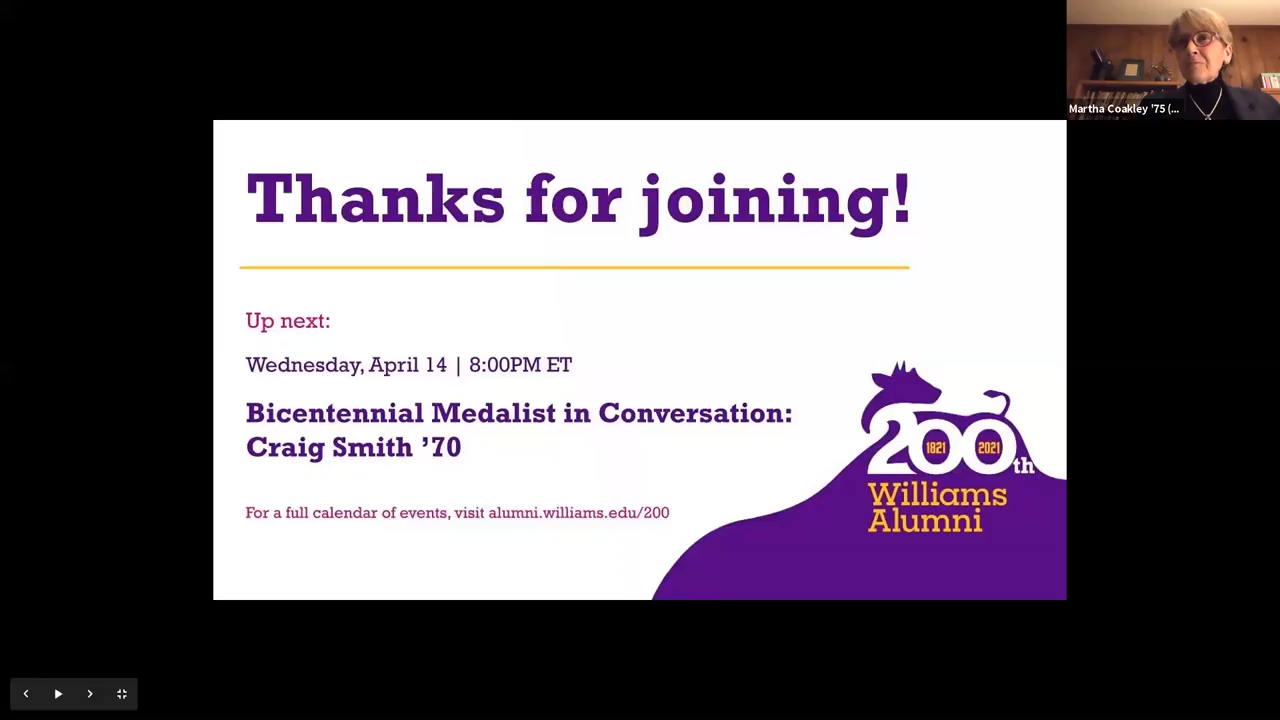 Martha Coakley '75 (...
Thanks for joining!
Up next:
Wednesday, April 14 | 8:00PM ET
Bicentennial Medalist in Conversation:
Craig Smith ’70
For a full calendar of events, visit alumni.williams.edu/200
200th
1821 2021
Williams
Alumni